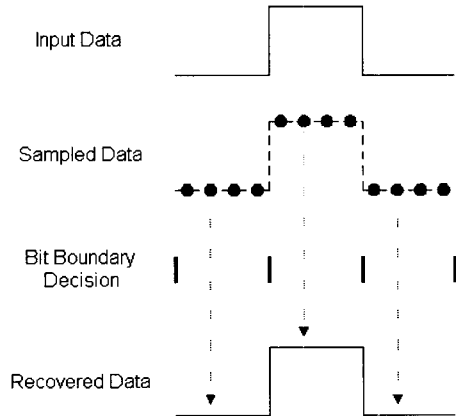 Input Data
Sampled Data
Bit Boundary
Decision
Recovered Data